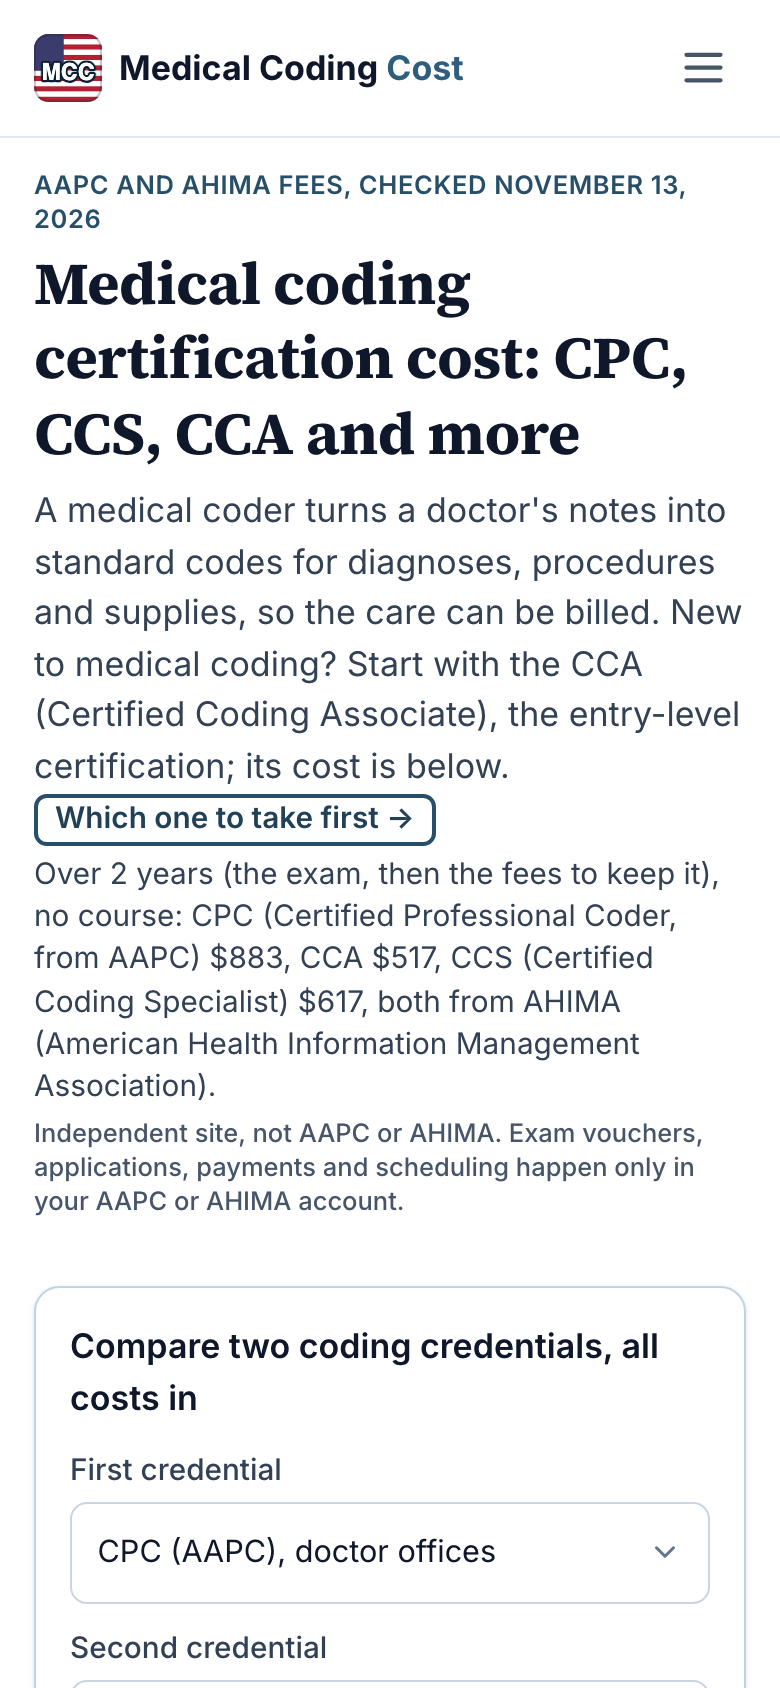 MCC
Medical Coding Cost
AAPC AND AHIMA FEES, CHECKED NOVEMBER 13,
2026
Medical coding
certification cost: CPC,
CCS, CCA and more
A medical coder turns a doctor's notes into
standard codes for diagnoses, procedures
and supplies, so the care can be billed. New
to medical coding? Start with the CCA
(Certified Coding Associate), the entry-level
certification; its cost is below.
Which one to take first →
Over 2 years (the exam, then the fees to keep it),
no course: CPC (Certified Professional Coder,
from AAPC) $883, CCA $517, CCS (Certified
Coding Specialist) $617, both from AHIMA
(American Health Information Management
Association).
Independent site, not AAPC or AHIMA. Exam vouchers,
applications, payments and scheduling happen only in
your AAPC or AHIMA account.
Compare two coding credentials, all
costs in
First credential
CPC (AAPC), doctor offices
Second credential